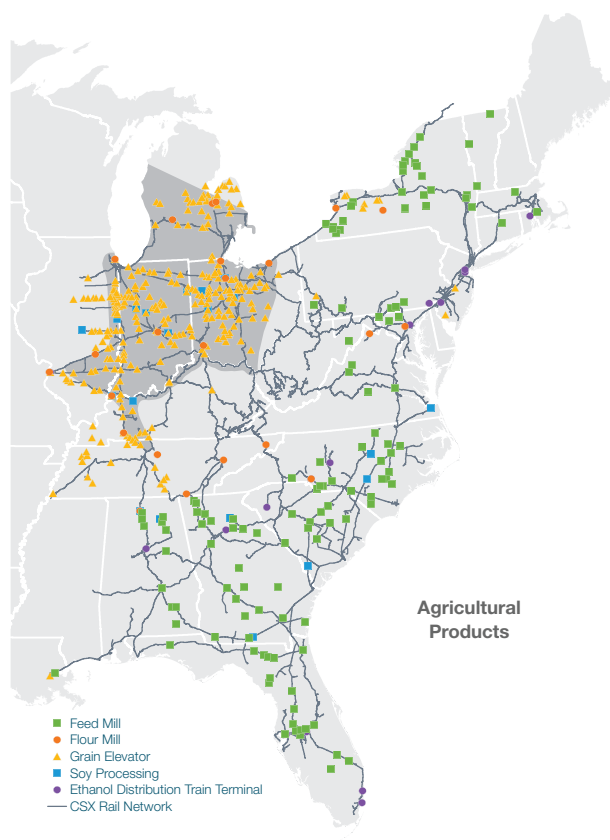 Agricultural
Products
Feed Mill
Flour Mill
Grain Elevator
Soy Processing
Ethanol Distribution Train Terminal
CSX Rail Network